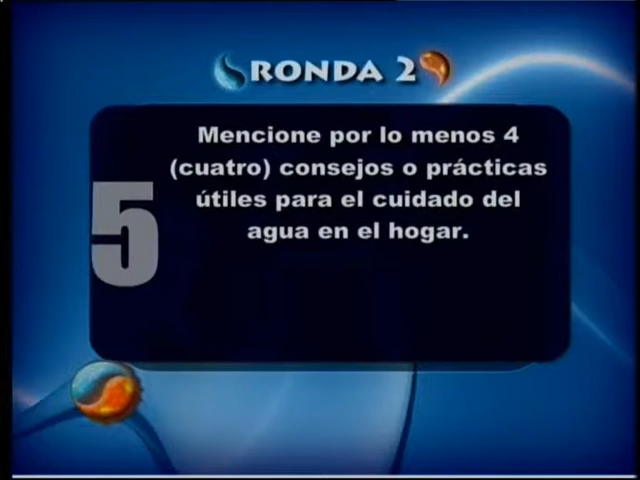 RONDA 2
Mencione por lo menos 4
(cuatro) consejos o prácticas
útiles para el cuidado del
agua en el hogar.
5